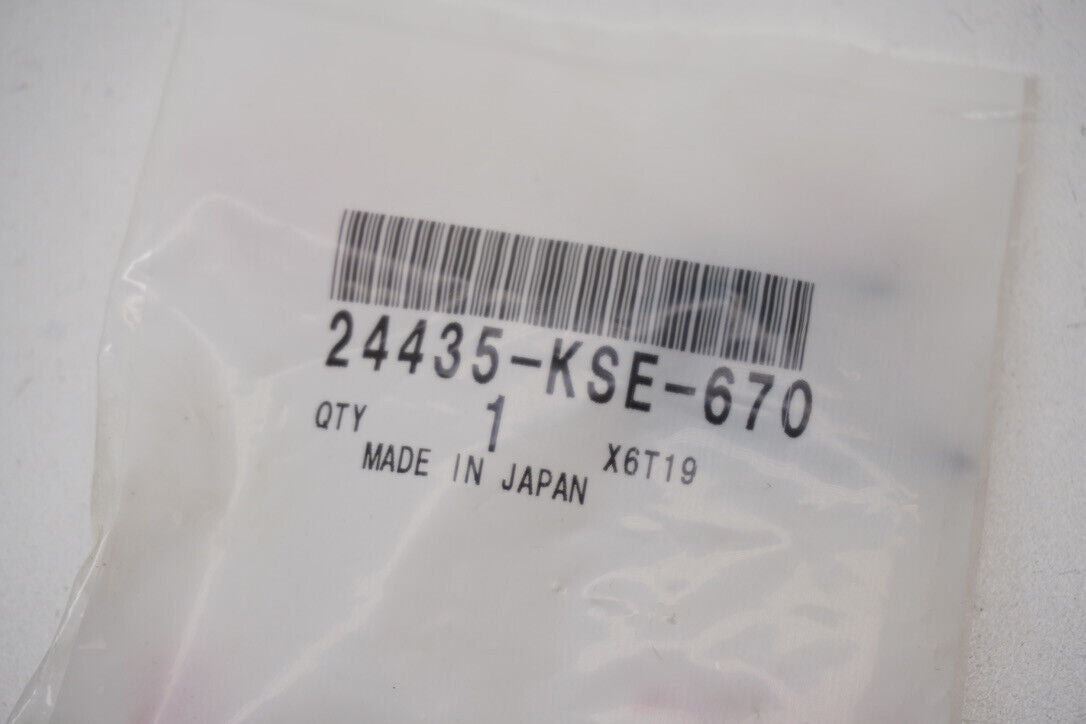 24435-KSE-670
QTY 1 X6T19
MADE IN JAPAN